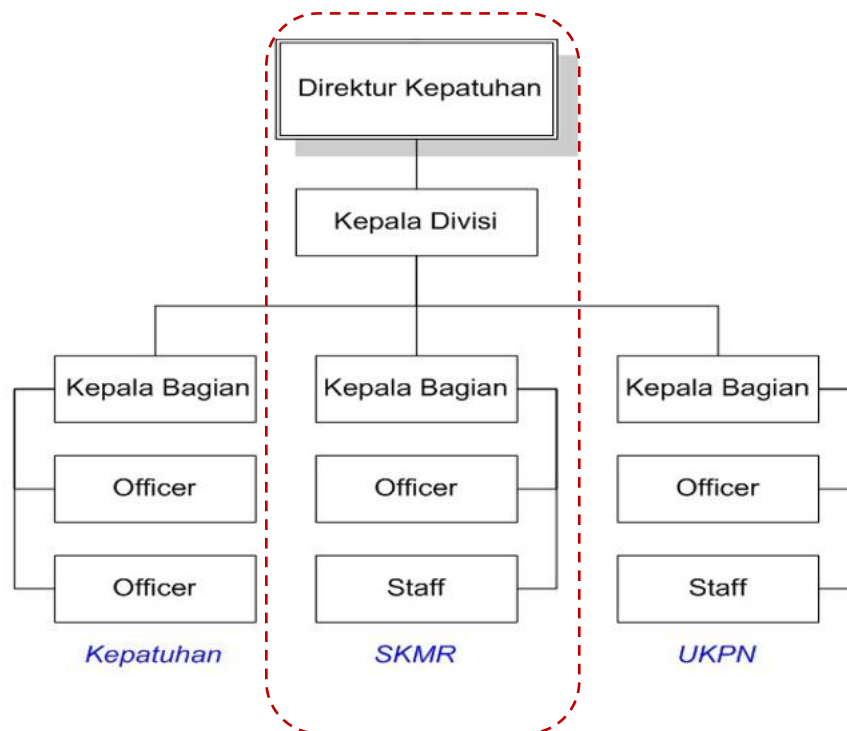 Direktur Kepatuhan
Kepala Divisi
Kepala Bagian
Kepala Bagian
Kepala Bagian
Officer
Officer
Officer
Officer
Staff
Staff
Kepatuhan
SKMR
UKPN